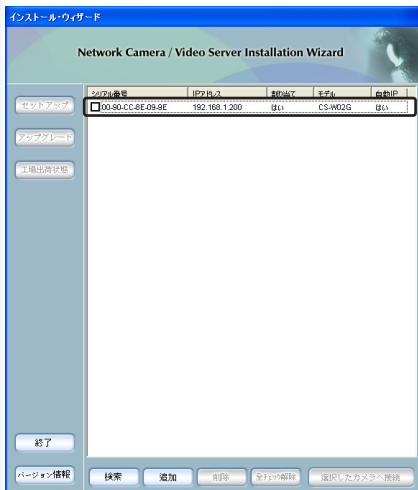 インストール･ウィザード
Network Camera / Video Server Installation Wizard
シリアル番号 IPアドレス 割り当て モデル 自動IP
00-90-CC-8E-09-9E 192.168.1.200 はい CS-W02G はい
セットアップ
アップグレード
工場出荷状態
終了
バージョン情報 検索 追加 削除 全チェック解除 選択したカメラへ接続